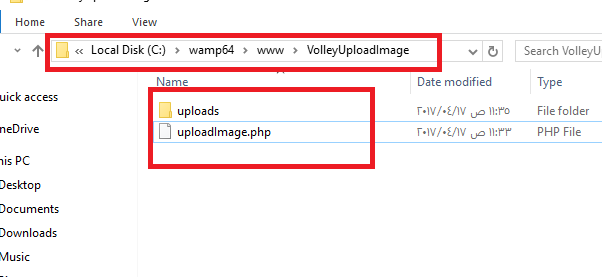 Home Share View
« Local Disk (C:) › wamp64 › www › VolleyUploadImage
Search VolleyU
Name Date modified Type
uploads ٢٠١٧/٠٤/١٧ ص ١١:٣٥ File folder
uploadImage.php ٢٠١٧/٠٤/١٧ ص ١١:٣٣ PHP File
uick access
neDrive
his PC
Desktop
Documents
Downloads
Music